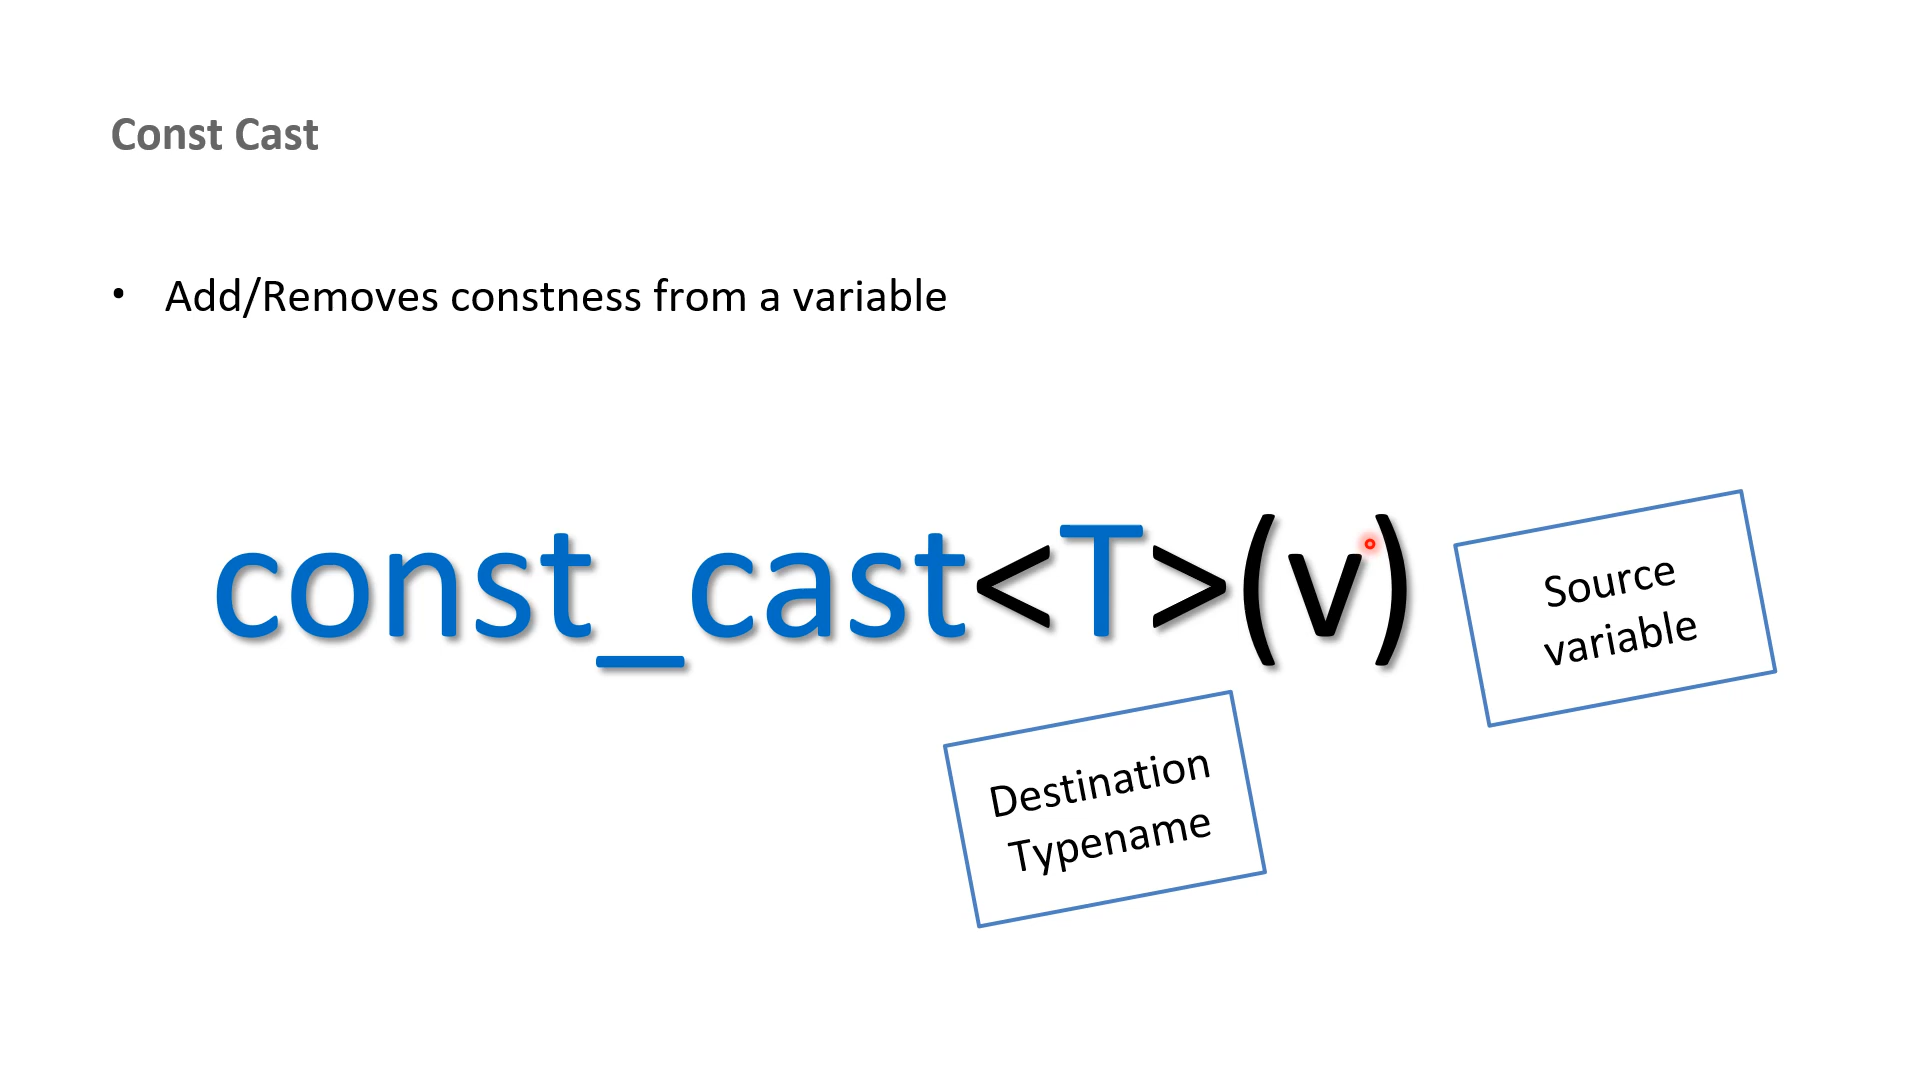 Const Cast
• Add/Removes constness from a variable
const_cast<T>(v)
Source
variable
Destination
Typename